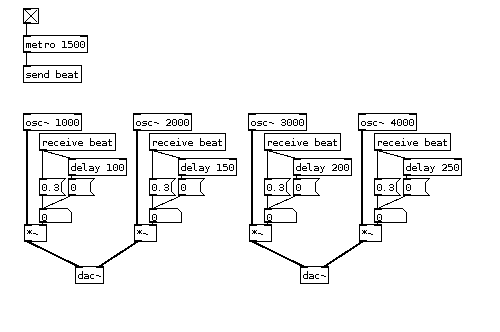 metro 1500
send beat
osc~ 1000 osc~ 2000 osc~ 3000 osc~ 4000
receive beat receive beat receive beat receive beat
delay 100 delay 150 delay 200 delay 250
0.3 0 0.3 0 0.3 0 0.3 0
0 0 0 0
*~ *~ *~ *~
dac~ dac~